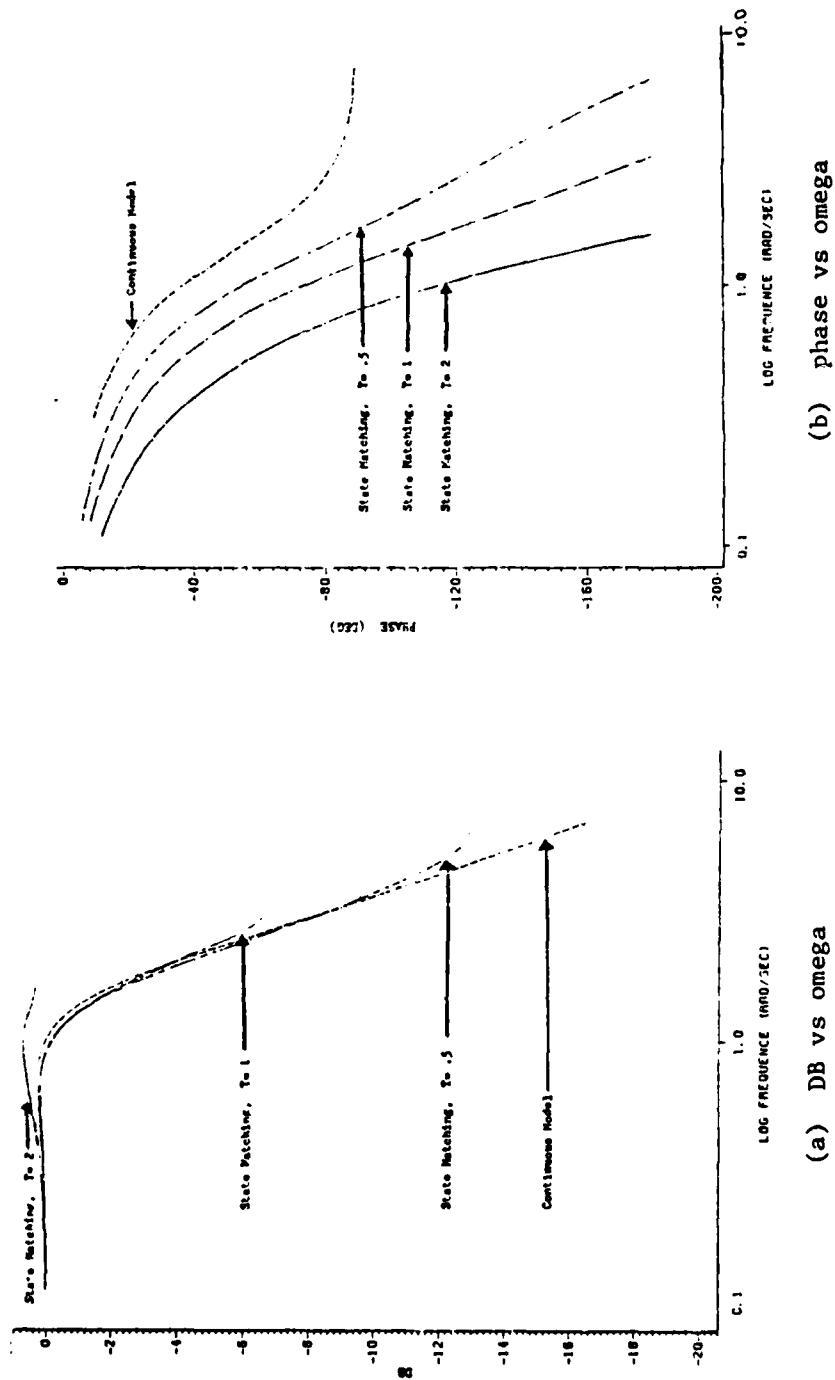 State Matching, T= 2
State Matching, T= 1
State Matching, T= .5
Continuous Model
0
-2
-4
-6
-8
-10
-12
-14
-16
-18
-20
0.1
1.0
10.0
LOG FREQUENCE (RAD/SEC)
(a) DB vs omega
Continuous Model
State Matching, T= .5
State Matching, T= 1
State Matching, T= 2
PHASE (DEG)
0
-40
-80
-120
-160
-200
0.1
1.0
10.0
LOG FREQUENCE (RAD/SEC)
(b) phase vs omega